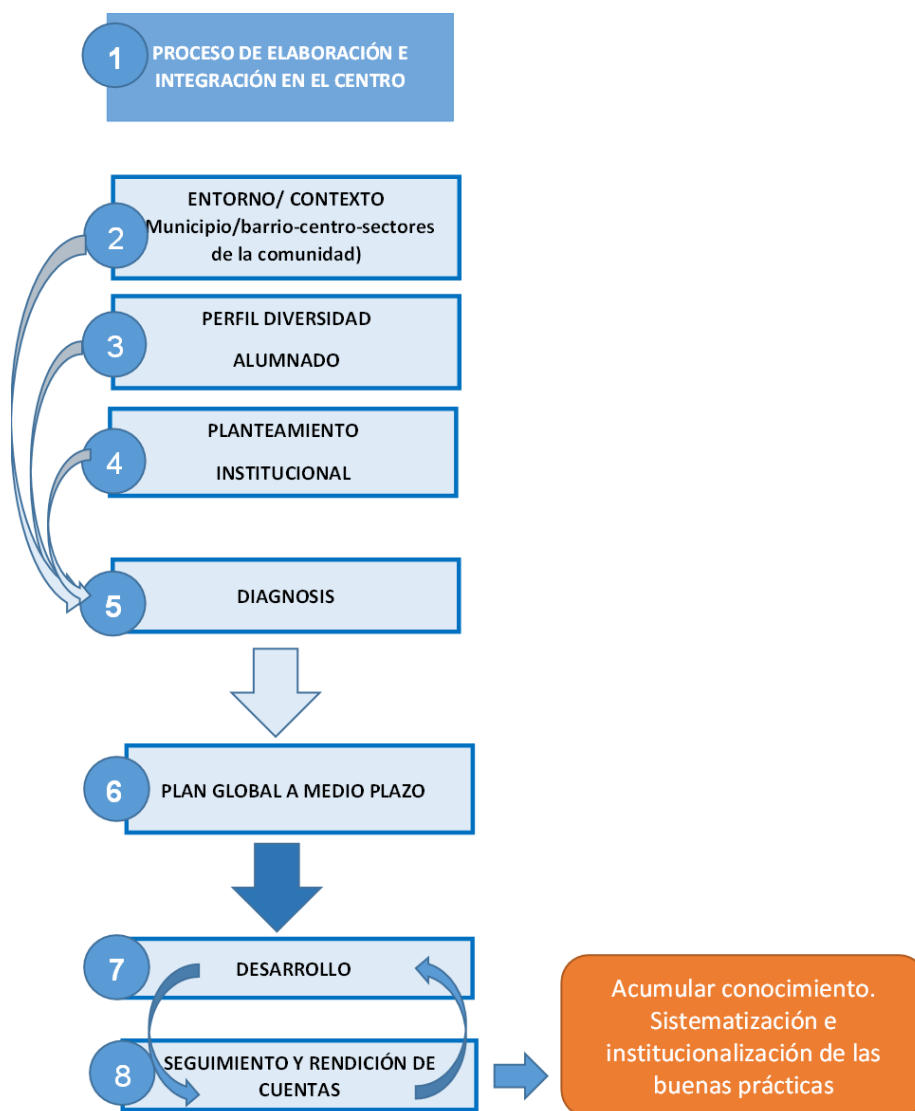 1
PROCESO DE ELABORACIÓN E
INTEGRACIÓN EN EL CENTRO
2
ENTORNO/ CONTEXTO
Municipio/barrio-centro-sectores
de la comunidad)
3
PERFIL DIVERSIDAD
ALUMNADO
4
PLANTEAMIENTO
INSTITUCIONAL
5
DIAGNOSIS
6
PLAN GLOBAL A MEDIO PLAZO
7
DESARROLLO
8
SEGUIMIENTO Y RENDICIÓN DE
CUENTAS
Acumular conocimiento.
Sistematización e
institucionalización de las
buenas prácticas